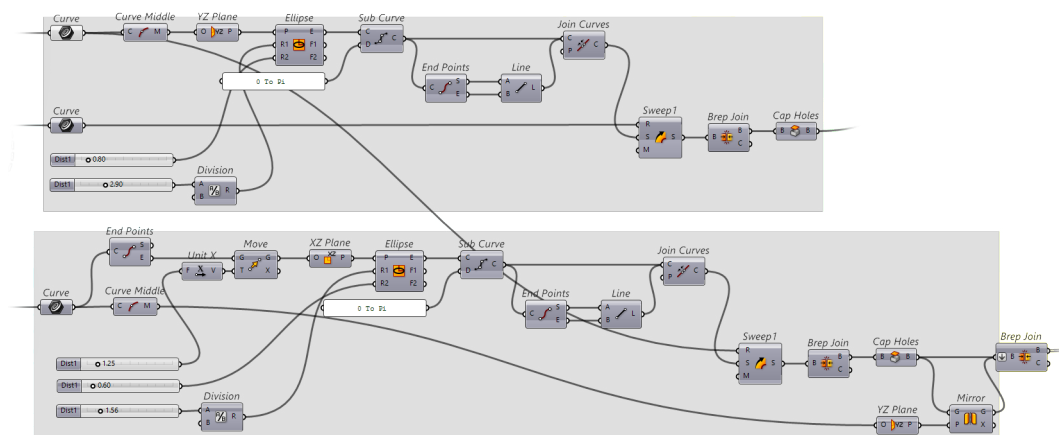 Curve
Curve Middle
YZ Plane
Ellipse
Sub Curve
Join Curves
C M
O YZ P
P E
R1 F1
R2 F2
C C
D
C C
P
0 To Pi
End Points
Line
C S
E
A L
B
Curve
Sweep1
R
S S
M
Brep Join
B B
C
Cap Holes
B B
Dist1 0.80
Division
Dist1 2.90
A A/B R
B
End Points
C S
E
Unit X
F X V
Move
G G
T X
XZ Plane
O XZ P
Ellipse
P E
R1 F1
R2 F2
Sub Curve
C C
D
Join Curves
C C
P
Curve
Curve Middle
C M
0 To Pi
End Points
C S
E
Line
A L
B
Sweep1
R
S S
M
Brep Join
B B
C
Cap Holes
B B
Brep Join
B B
C
Dist1 1.25
Dist1 0.60
Dist1 1.56
Division
A A/B R
B
YZ Plane
O YZ P
Mirror
G G
P X